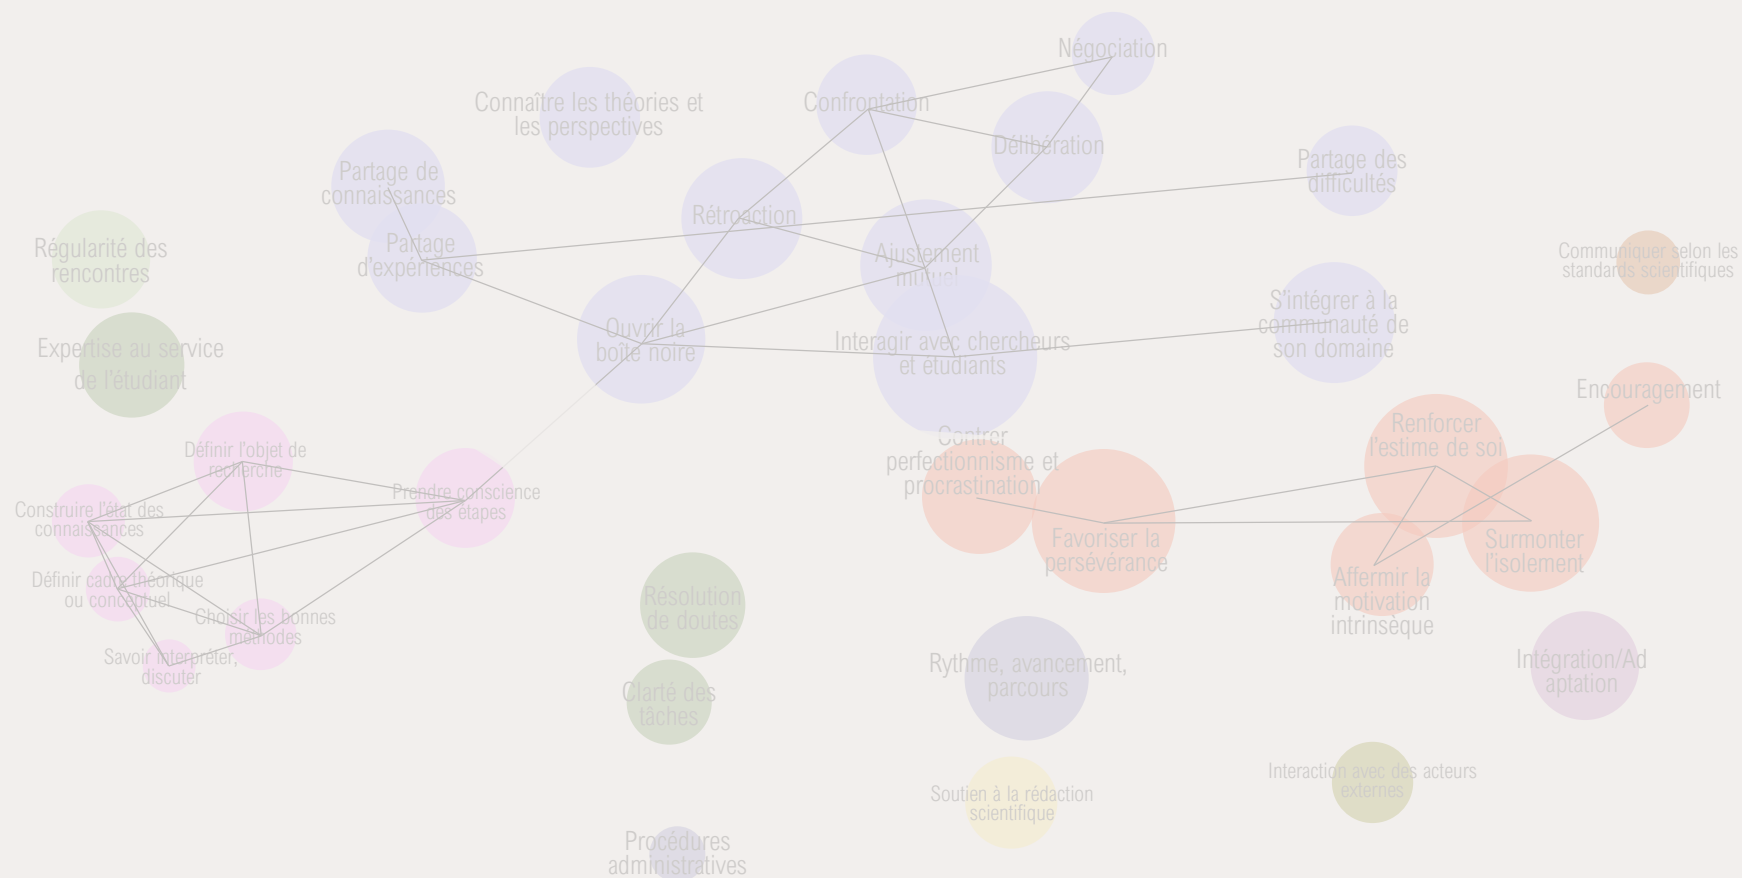 Négociation
Connaître les théories et
les perspectives
Confrontation
Délibération
Partage de
connaissances
Partage des
difficultés
Rétroaction
Partage
d'expériences
Ajustement
mutuel
Régularité des
rencontres
Communiquer selon les
standards scientifiques
S'intégrer à la
communauté de
son domaine
Ouvrir la
boîte noire
Interagir avec chercheurs
et étudiants
Expertise au service
de l'étudiant
Encouragement
Renforcer
l'estime de soi
Contrer
perfectionnisme et
procrastination
Définir l'objet de
recherche
Prendre conscience
des étapes
Construire l'état des
connaissances
Favoriser la
persévérance
Surmonter
l'isolement
Affermir la
motivation
intrinsèque
Définir cadre théorique
ou conceptuel
Choisir les bonnes
méthodes
Savoir interpréter,
discuter
Résolution
de doutes
Rythme, avancement,
parcours
Intégration/Ad
aptation
Clarté des
tâches
Interaction avec des acteurs
externes
Soutien à la rédaction
scientifique
Procédures
administratives